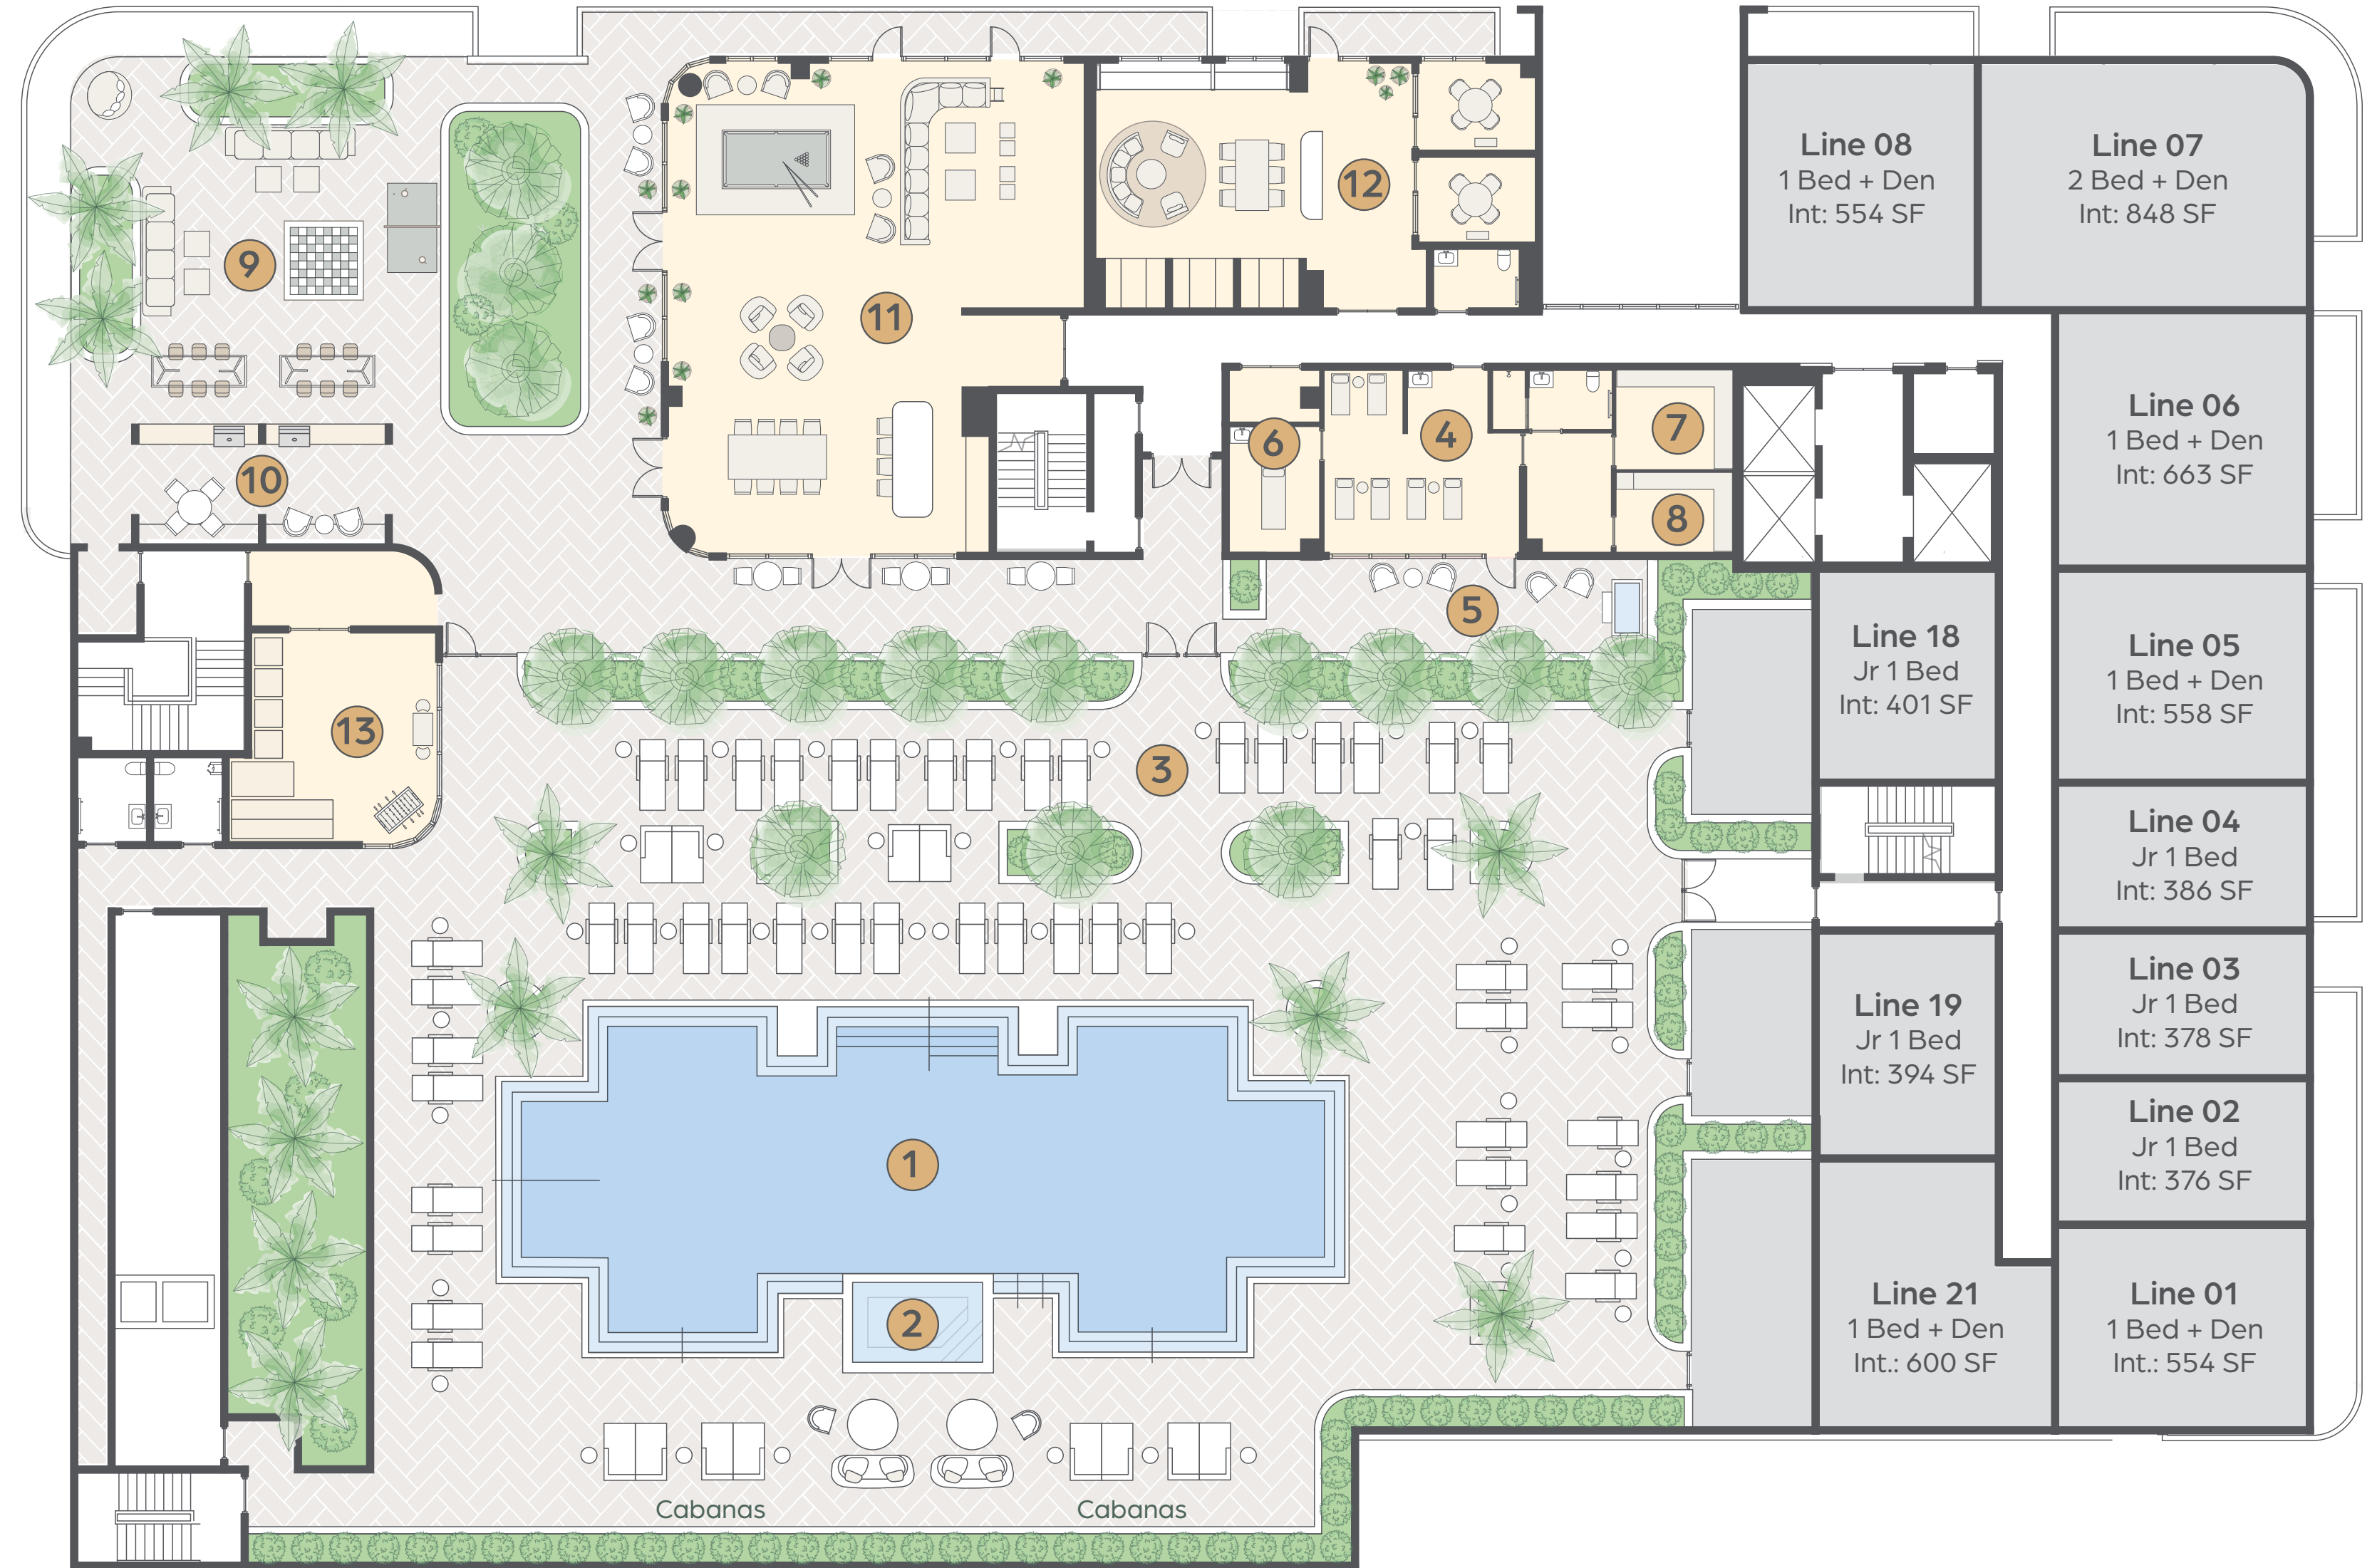 Line 08
1 Bed + Den
Int: 554 SF
Line 07
2 Bed + Den
Int: 848 SF
12
9
11
Line 06
1 Bed + Den
Int: 663 SF
10
6
4
7
8
5
Line 18
Jr 1 Bed
Int: 401 SF
Line 05
1 Bed + Den
Int: 558 SF
13
3
Line 04
Jr 1 Bed
Int: 386 SF
Line 19
Jr 1 Bed
Int: 394 SF
Line 03
Jr 1 Bed
Int: 378 SF
Line 02
Jr 1 Bed
Int: 376 SF
1
2
Line 21
1 Bed + Den
Int.: 600 SF
Line 01
1 Bed + Den
Int.: 554 SF
Cabanas
Cabanas